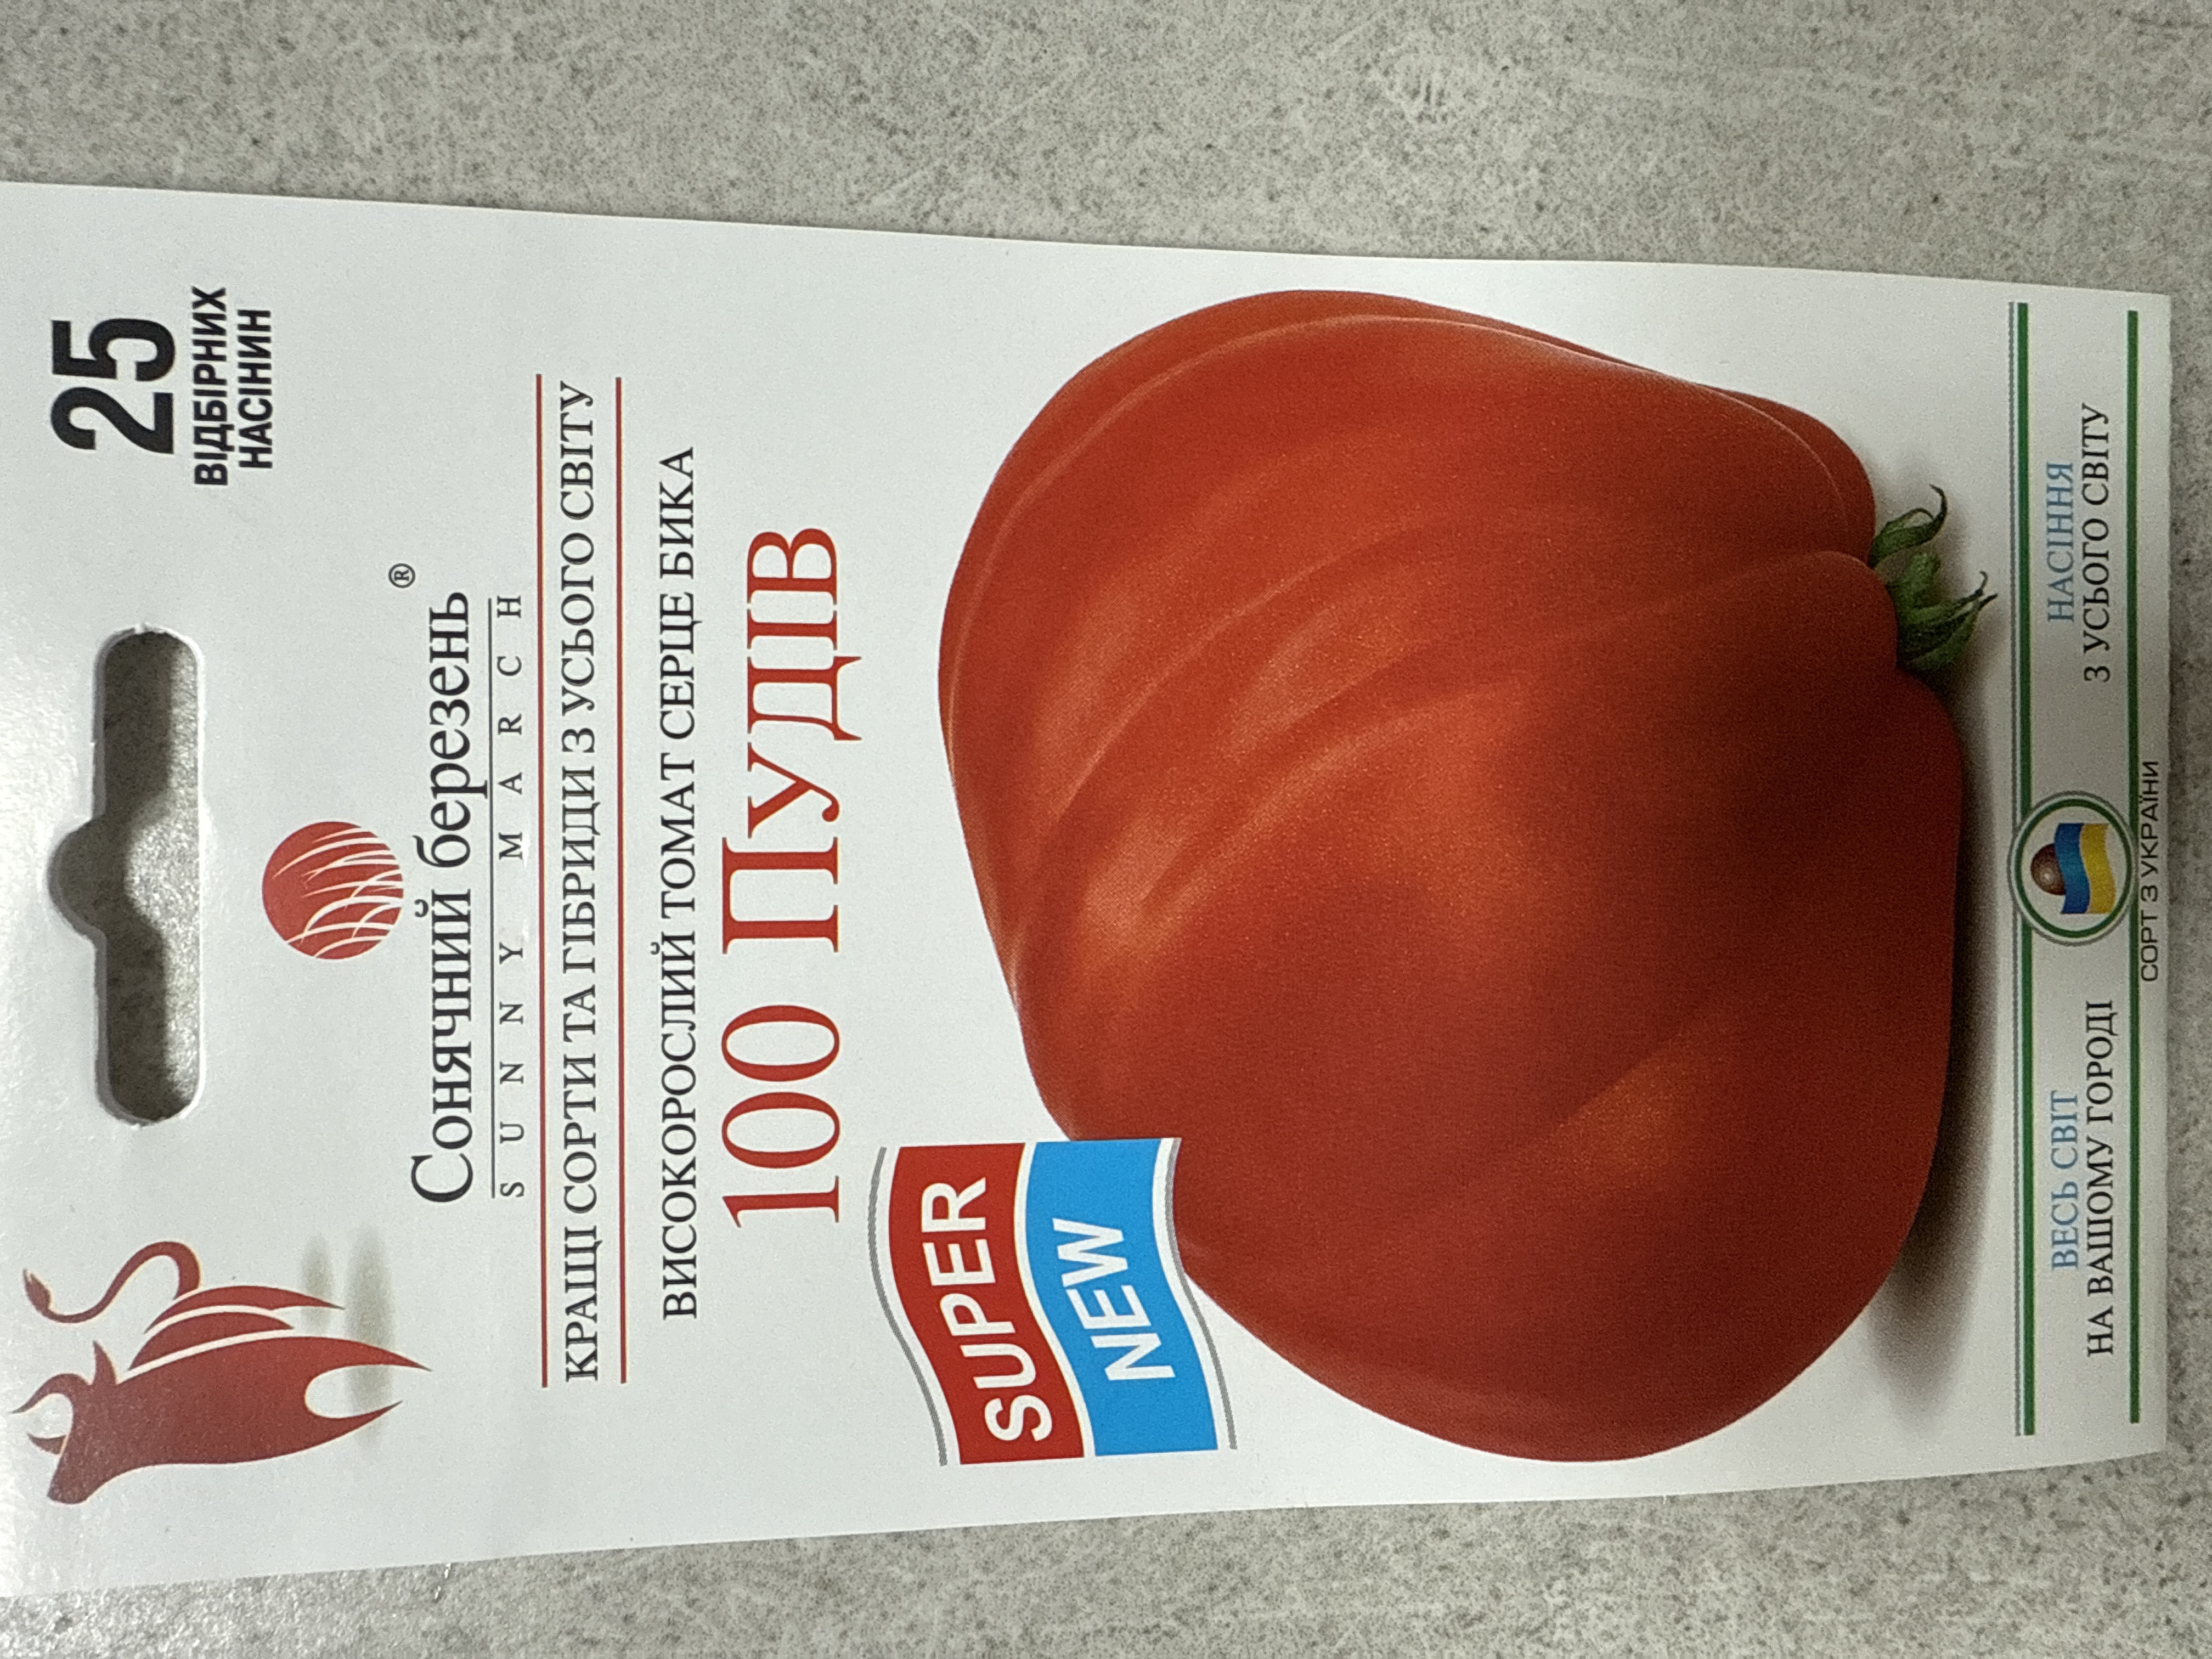 25
ВІДБІРНИХ
НАСІНИН
Сонячний березень®
SUNNY MARCH
КРАЩІ СОРТИ ТА ГІБРИДИ З УСЬОГО СВІТУ
ВИСОКОРОСЛИЙ ТОМАТ СЕРЦЕ БИКА
100 ПУДІВ
SUPER
NEW
ВЕСЬ СВІТ
НА ВАШОМУ ГОРОДІ
НАСІННЯ
З УСЬОГО СВІТУ
СОРТ З УКРАЇНИ